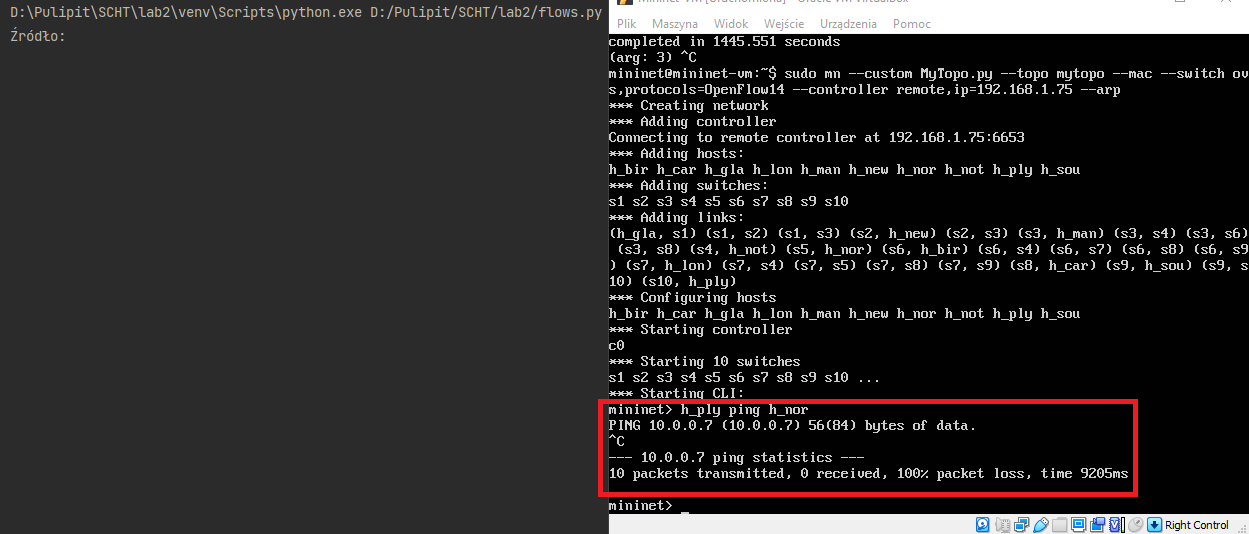 D:\Pulipit\SCHT\lab2\venv\Scripts\python.exe D:/Pulipit/SCHT/lab2/flows.py
Źródło:
Plik Maszyna Widok Wejście Urządzenia Pomoc
completed in 1445.551 seconds
(arg: 3) ^C
mininet@mininet-vm:~$ sudo mn --custom MyTopo.py --topo mytopo --mac --switch ov
s,protocols=OpenFlow14 --controller remote,ip=192.168.1.75 --arp
*** Creating network
*** Adding controller
Connecting to remote controller at 192.168.1.75:6653
*** Adding hosts:
h_bir h_car h_gla h_lon h_man h_new h_nor h_not h_ply h_sou
*** Adding switches:
s1 s2 s3 s4 s5 s6 s7 s8 s9 s10
*** Adding links:
(h_gla, s1) (s1, s2) (s1, s3) (s2, h_new) (s2, s3) (s3, h_man) (s3, s4) (s3, s6)
(s3, s8) (s4, h_not) (s5, h_nor) (s6, h_bir) (s6, s4) (s6, s7) (s6, s8) (s6, s9
) (s7, h_lon) (s7, s4) (s7, s5) (s7, s8) (s7, s9) (s8, h_car) (s9, h_sou) (s9, s
10) (s10, h_ply)
*** Configuring hosts
h_bir h_car h_gla h_lon h_man h_new h_nor h_not h_ply h_sou
*** Starting controller
c0
*** Starting 10 switches
s1 s2 s3 s4 s5 s6 s7 s8 s9 s10 ...
*** Starting CLI:
mininet> h_ply ping h_nor
PING 10.0.0.7 (10.0.0.7) 56(84) bytes of data.
^C
--- 10.0.0.7 ping statistics ---
10 packets transmitted, 0 received, 100% packet loss, time 9205ms
mininet> _
Right Control